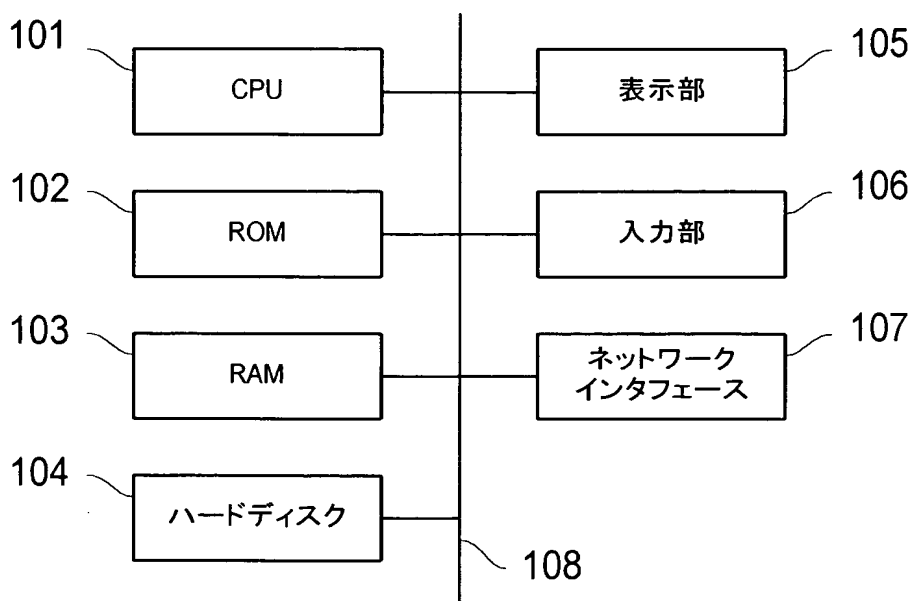 101
CPU
105
表示部
102
ROM
106
入力部
103
RAM
107
ネットワーク
インタフェース
104
ハードディスク
108